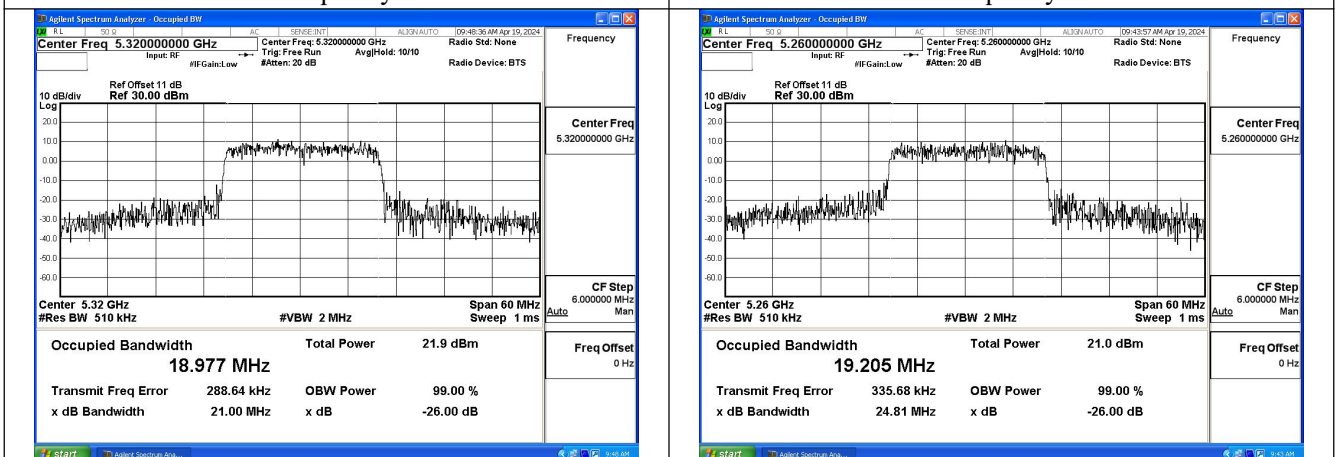 Agilent Spectrum Analyzer - Occupied BW
RL 50 Ω AC SENSE:INT ALIGN AUTO 09:48:36 AM Apr 19, 2024
Center Freq 5.320000000 GHz
Input: RF
#IFGain:Low
Center Freq: 5.320000000 GHz
Trig: Free Run Avg|Hold: 10/10
#Atten: 20 dB
Radio Std: None
Radio Device: BTS
Frequency
Ref Offset 11 dB
10 dB/div Ref 30.00 dBm
Log
20.0
10.0
0.00
-10.0
-20.0
-30.0
-40.0
-50.0
-60.0
Center Freq
5.320000000 GHz
Center 5.32 GHz Span 60 MHz
#Res BW 510 kHz #VBW 2 MHz Sweep 1 ms
CF Step
6.000000 MHz
Auto Man
Occupied Bandwidth Total Power 21.9 dBm
18.977 MHz
Transmit Freq Error 288.64 kHz OBW Power 99.00 %
x dB Bandwidth 21.00 MHz x dB -26.00 dB
Freq Offset
0 Hz
start Agilent Spectrum Ana... 9:48 AM
Agilent Spectrum Analyzer - Occupied BW
RL 50 Ω AC SENSE:INT ALIGN AUTO 09:43:57 AM Apr 19, 2024
Center Freq 5.260000000 GHz
Input: RF
#IFGain:Low
Center Freq: 5.260000000 GHz
Trig: Free Run Avg|Hold: 10/10
#Atten: 20 dB
Radio Std: None
Radio Device: BTS
Frequency
Ref Offset 11 dB
10 dB/div Ref 30.00 dBm
Log
20.0
10.0
0.00
-10.0
-20.0
-30.0
-40.0
-50.0
-60.0
Center Freq
5.260000000 GHz
Center 5.26 GHz Span 60 MHz
#Res BW 510 kHz #VBW 2 MHz Sweep 1 ms
CF Step
6.000000 MHz
Auto Man
Occupied Bandwidth Total Power 21.0 dBm
19.205 MHz
Transmit Freq Error 335.68 kHz OBW Power 99.00 %
x dB Bandwidth 24.81 MHz x dB -26.00 dB
Freq Offset
0 Hz
start Agilent Spectrum Ana... 9:43 AM